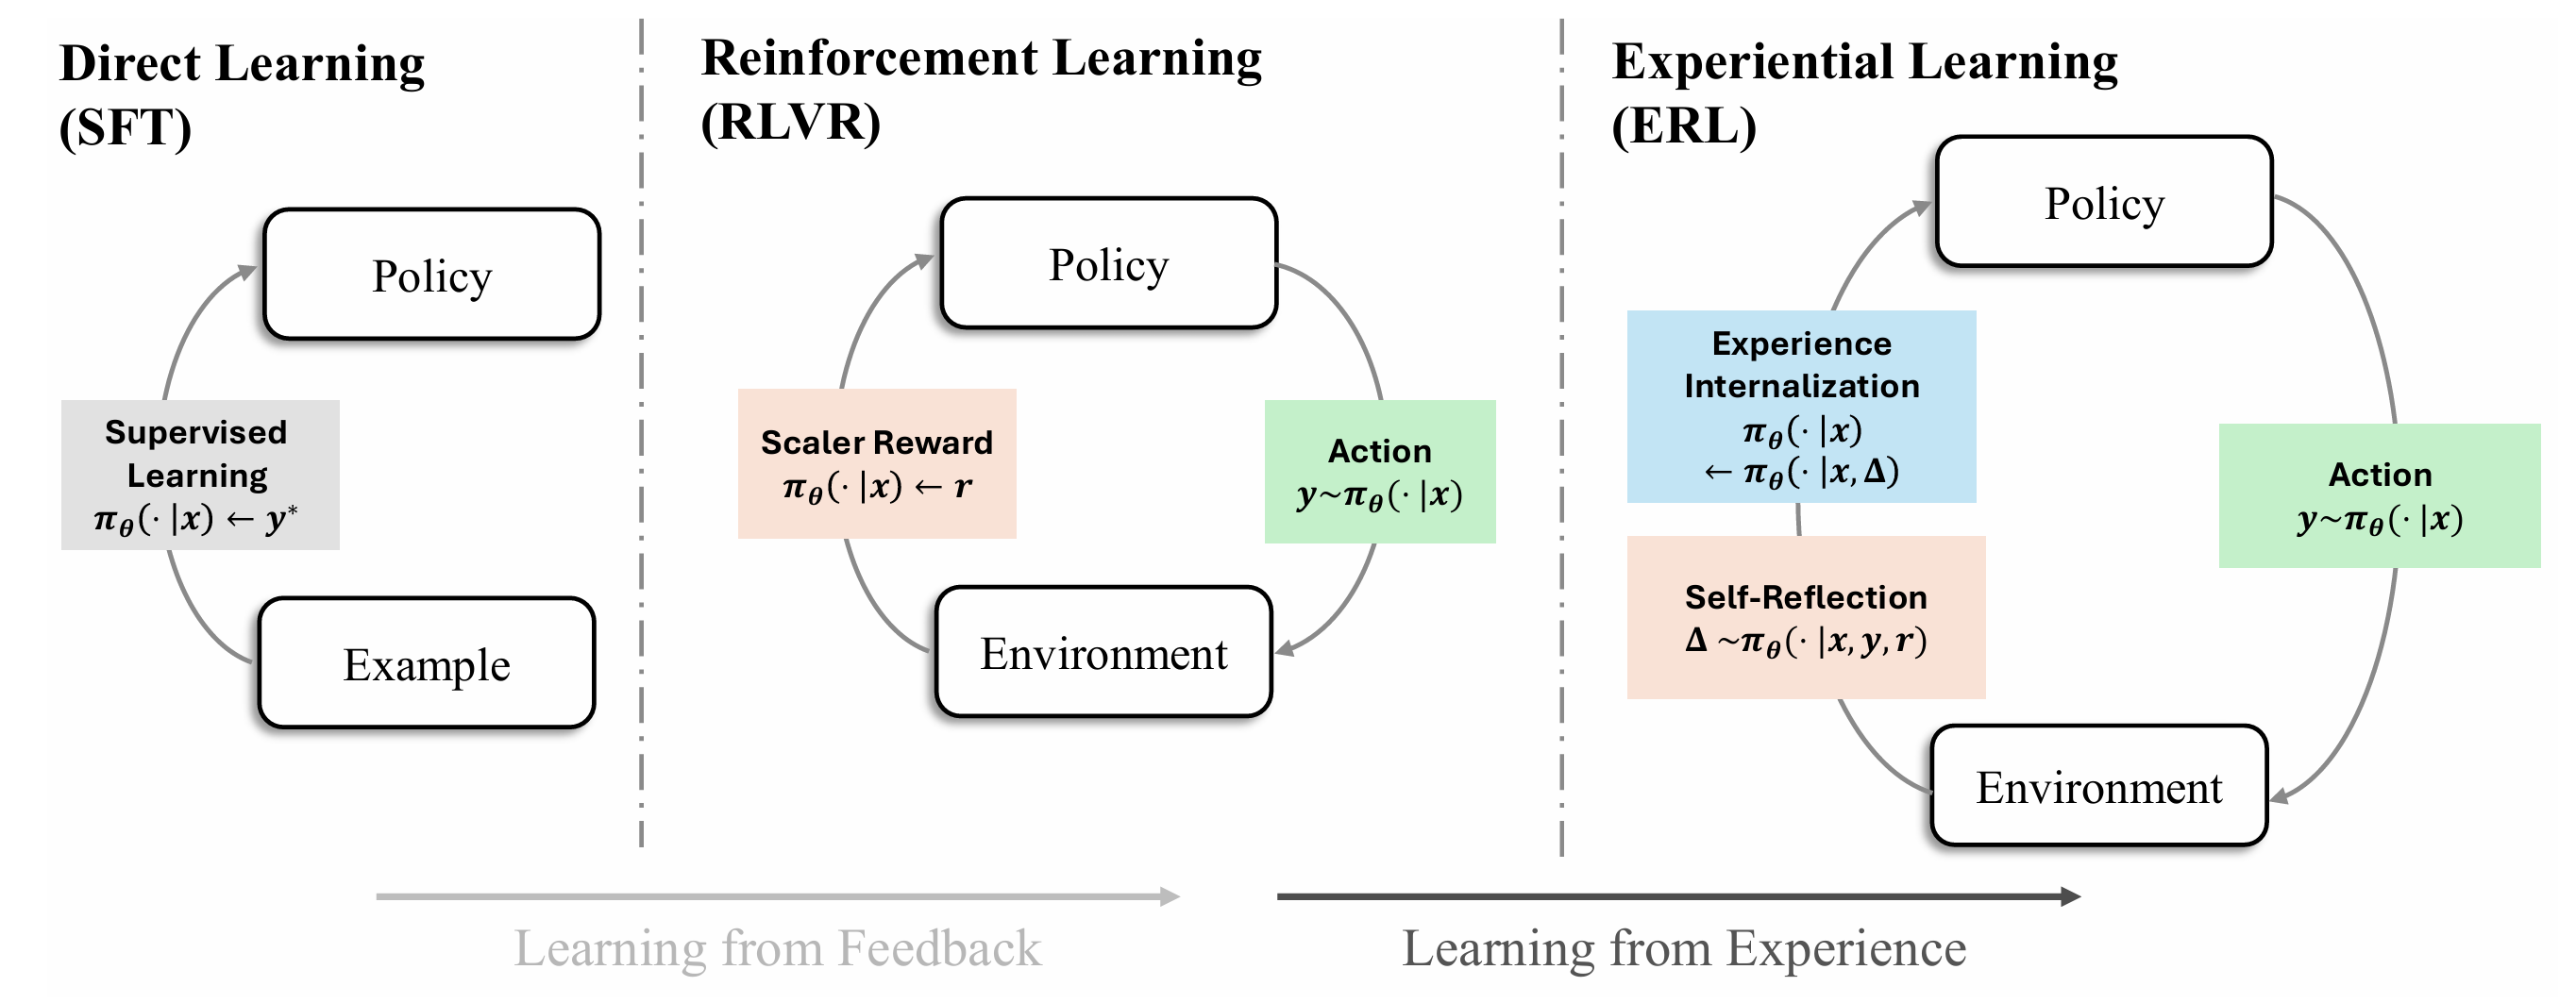 Direct Learning
(SFT)
Policy
Supervised
Learning
π_θ(· |x) ← y*
Example
Reinforcement Learning
(RLVR)
Policy
Scaler Reward
π_θ(· |x) ← r
Action
y~π_θ(· |x)
Environment
Experiential Learning
(ERL)
Policy
Experience
Internalization
π_θ(· |x)
← π_θ(· |x, Δ)
Self-Reflection
Δ ~π_θ(· |x, y, r)
Action
y~π_θ(· |x)
Environment
Learning from Feedback
Learning from Experience